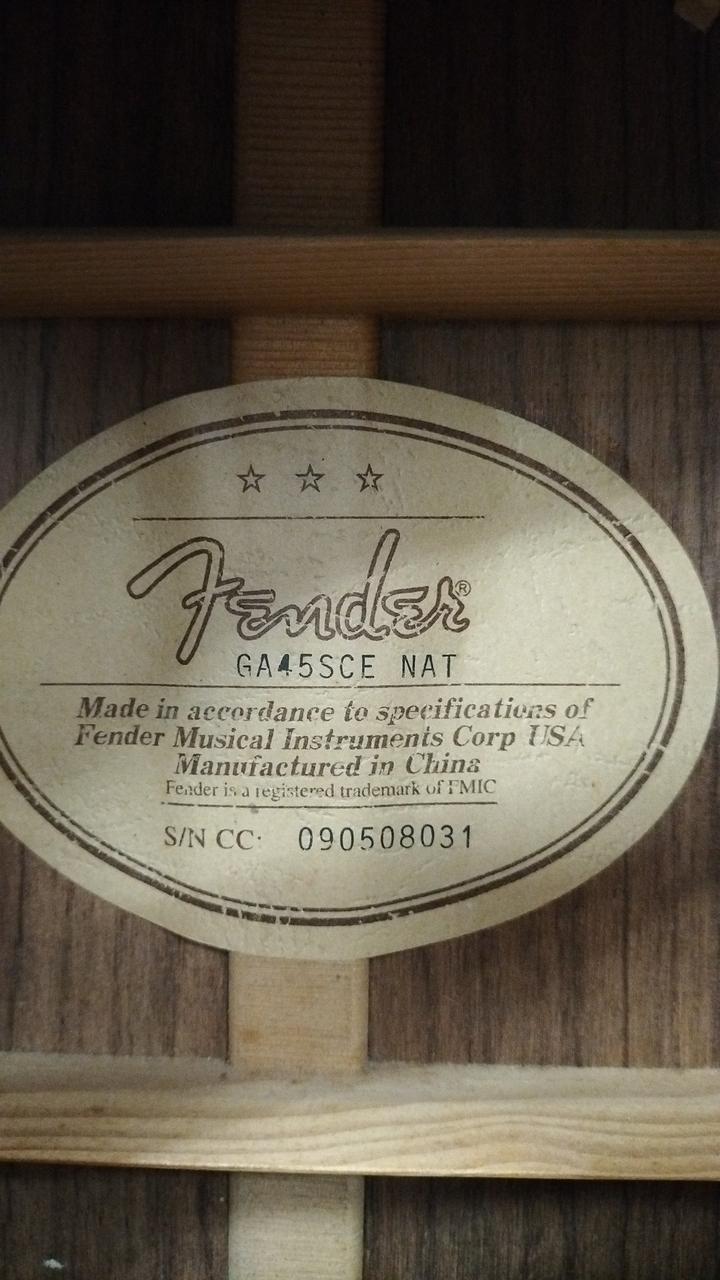 Fender®
GA45SCE NAT
Made in accordance to specifications of
Fender Musical Instruments Corp USA
Manufactured in China
Fender is a registered trademark of FMIC
S/N CC: 090508031